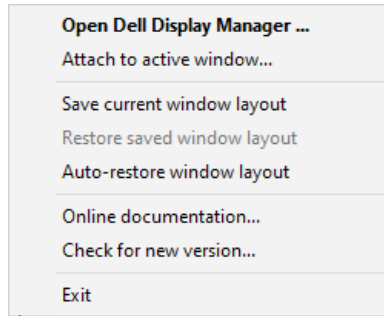 Open Dell Display Manager ...
Attach to active window...
Save current window layout
Restore saved window layout
Auto-restore window layout
Online documentation...
Check for new version...
Exit